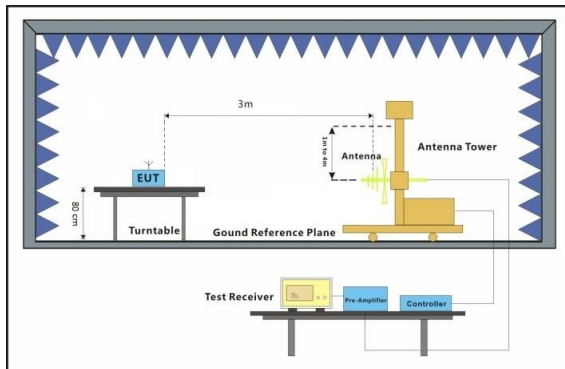 3m
1m to 4m
Antenna
Antenna Tower
EUT
80 cm
Turntable
Gound Reference Plane
Test Receiver
Pre-Amplifier
Controller